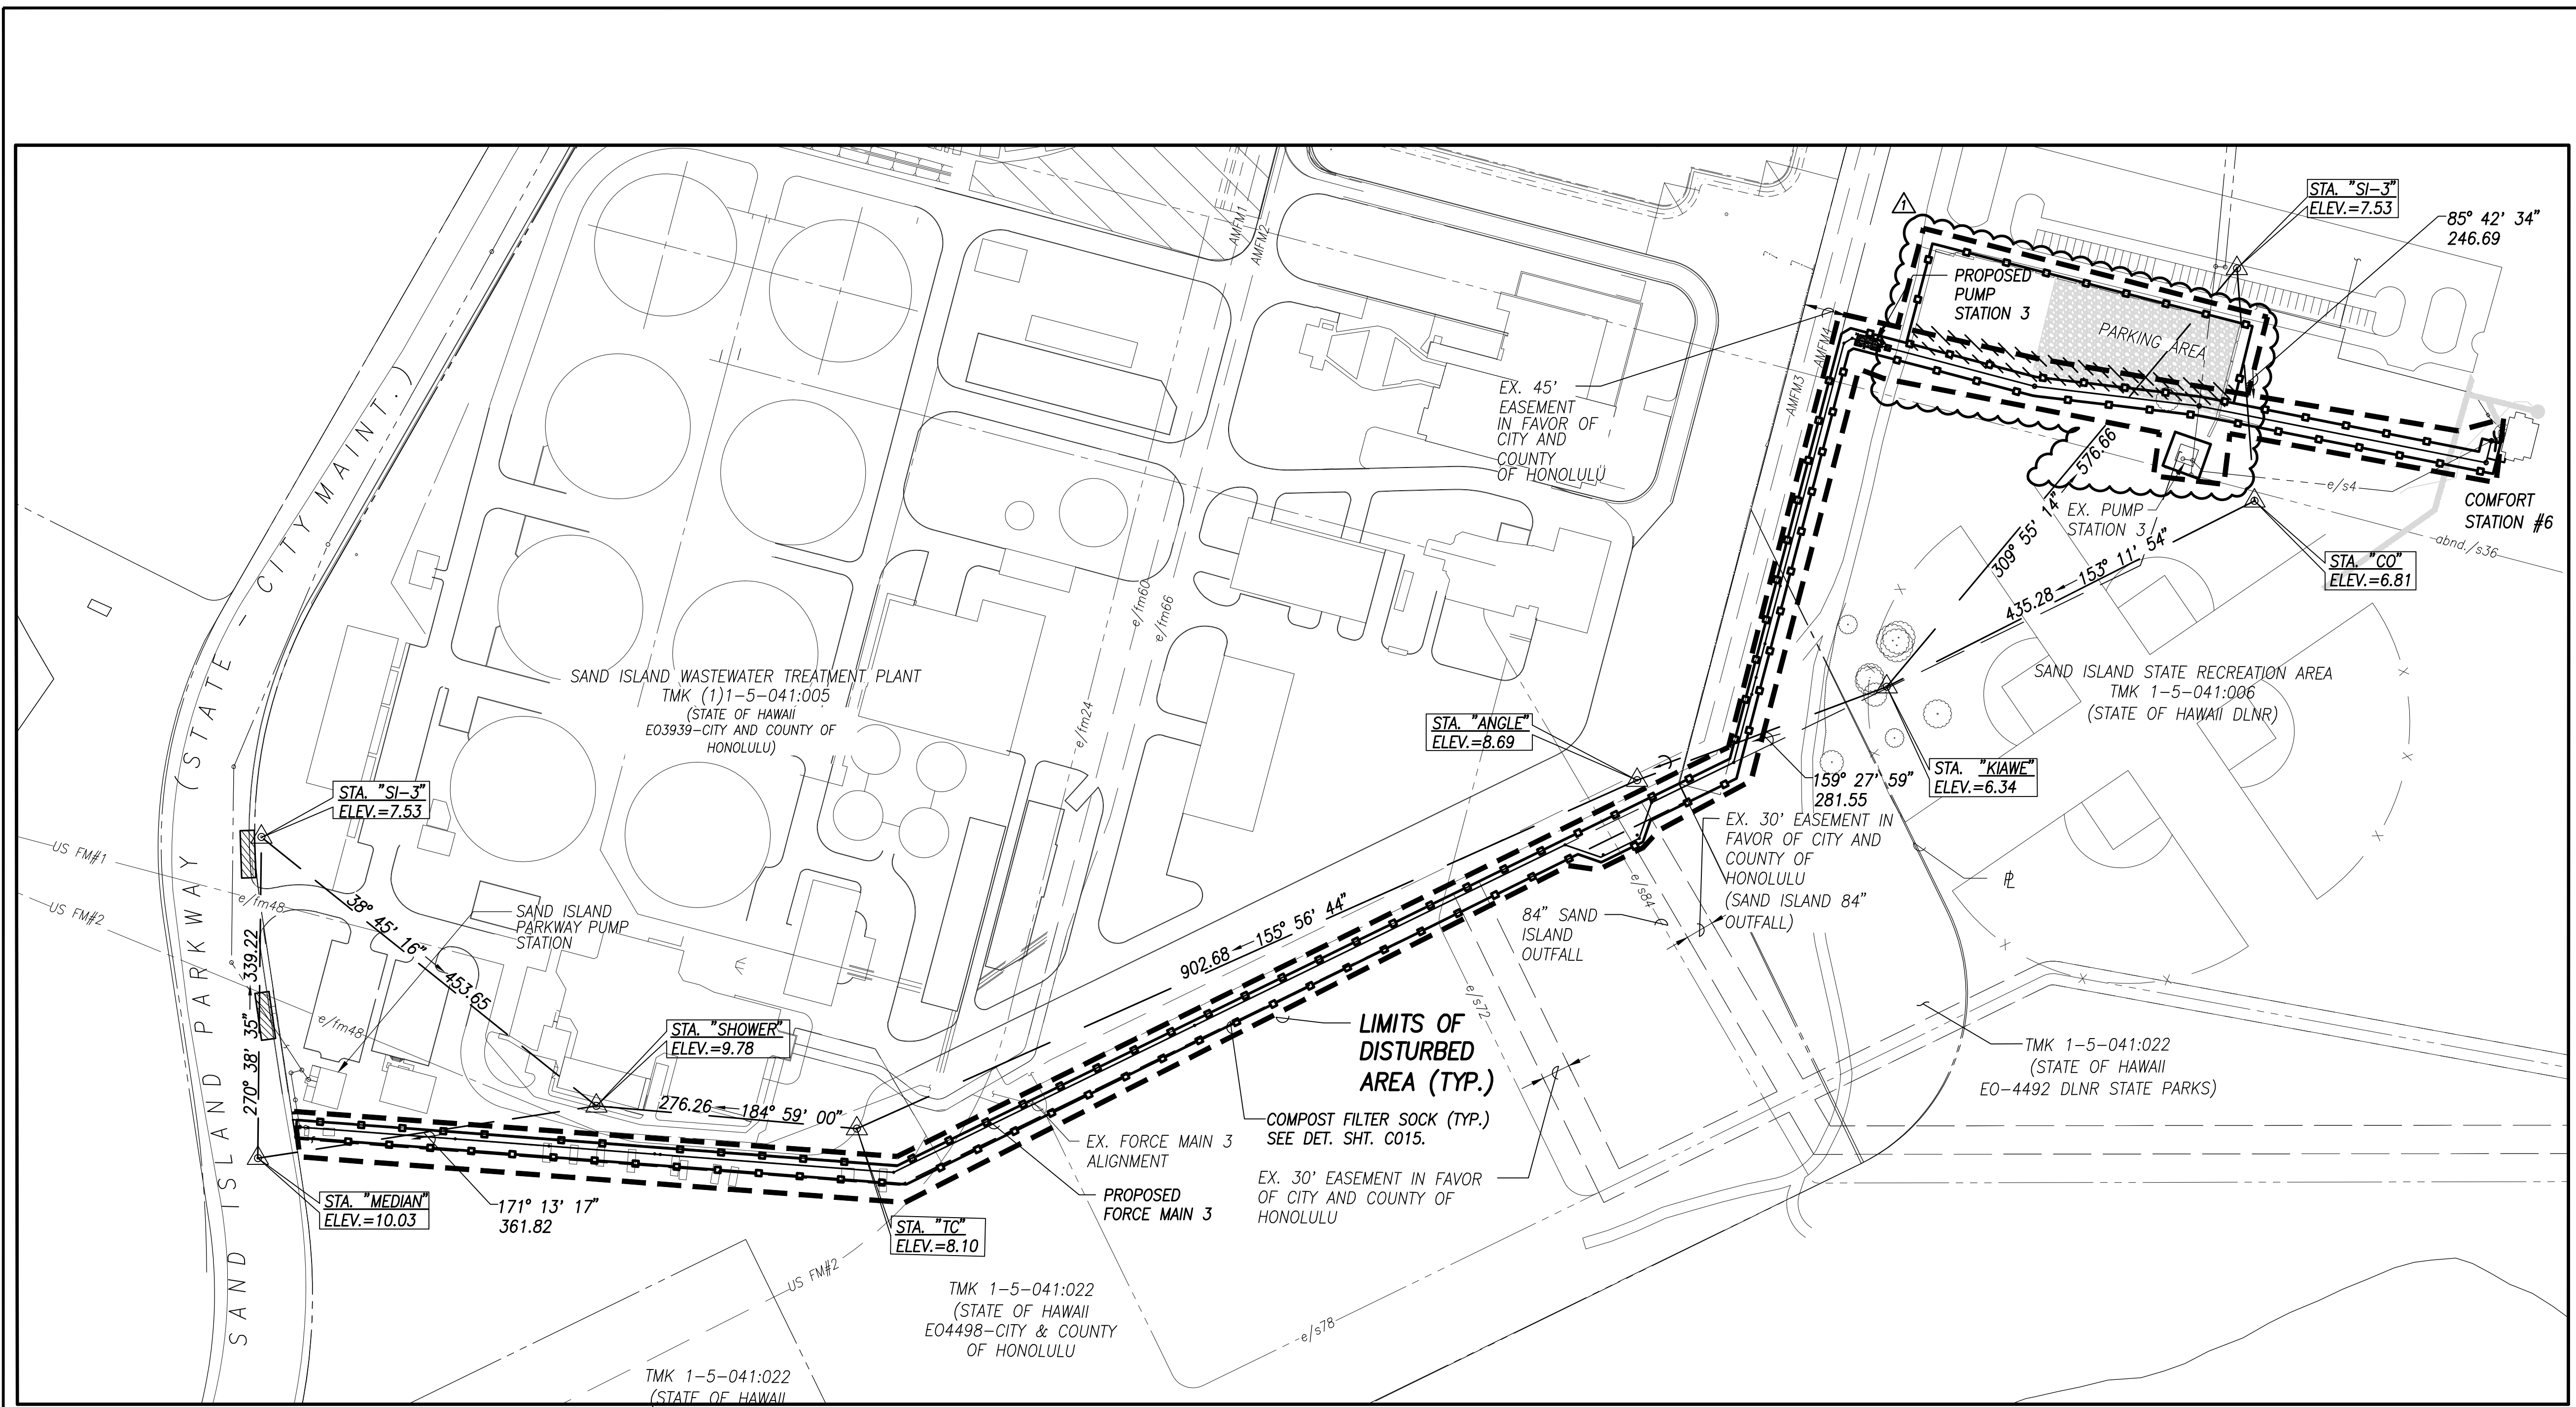 1
STA. "SI-3"
ELEV.=7.53
85° 42' 34"
246.69
PROPOSED
PUMP
STATION 3
PARKING AREA
AMFM1
AMFM2
AMFM4
AMFM3
EX. 45'
EASEMENT
IN FAVOR OF
CITY AND
COUNTY
OF HONOLULU
309° 55' 14"
576.66
EX. PUMP
STATION 3
e/s4
COMFORT
STATION #6
abnd./s36
STA. "CO"
ELEV.=6.81
435.28
153° 11' 54"
SAND ISLAND STATE RECREATION AREA
TMK 1-5-041:006
(STATE OF HAWAII DLNR)
e/fm60
e/fm66
e/fm24
SAND ISLAND WASTEWATER TREATMENT PLANT
TMK (1)1-5-041:005
(STATE OF HAWAII
EO3939-CITY AND COUNTY OF
HONOLULU)
STA. "ANGLE"
ELEV.=8.69
STA. "KIAWE"
ELEV.=6.34
159° 27' 59"
281.55
EX. 30' EASEMENT IN
FAVOR OF CITY AND
COUNTY OF
HONOLULU
(SAND ISLAND 84"
OUTFALL)
PL
e/s84
84" SAND
ISLAND
OUTFALL
STA. "SI-3"
ELEV.=7.53
US FM#1
US FM#2
e/fm48
e/fm48
38° 45' 16"
453.65
SAND ISLAND
PARKWAY PUMP
STATION
SAND ISLAND PARKWAY (STATE - CITY MAINT.)
270° 38' 35"
339.22
STA. "SHOWER"
ELEV.=9.78
276.26
184° 59' 00"
902.68
155° 56' 44"
e/s72
LIMITS OF
DISTURBED
AREA (TYP.)
COMPOST FILTER SOCK (TYP.)
SEE DET. SHT. C015.
EX. 30' EASEMENT IN FAVOR
OF CITY AND COUNTY OF
HONOLULU
TMK 1-5-041:022
(STATE OF HAWAII
EO-4492 DLNR STATE PARKS)
EX. FORCE MAIN 3
ALIGNMENT
PROPOSED
FORCE MAIN 3
STA. "MEDIAN"
ELEV.=10.03
171° 13' 17"
361.82
STA. "TC"
ELEV.=8.10
US FM#2
e/s78
TMK 1-5-041:022
(STATE OF HAWAII
EO4498-CITY & COUNTY
OF HONOLULU
TMK 1-5-041:022
(STATE OF HAWAII